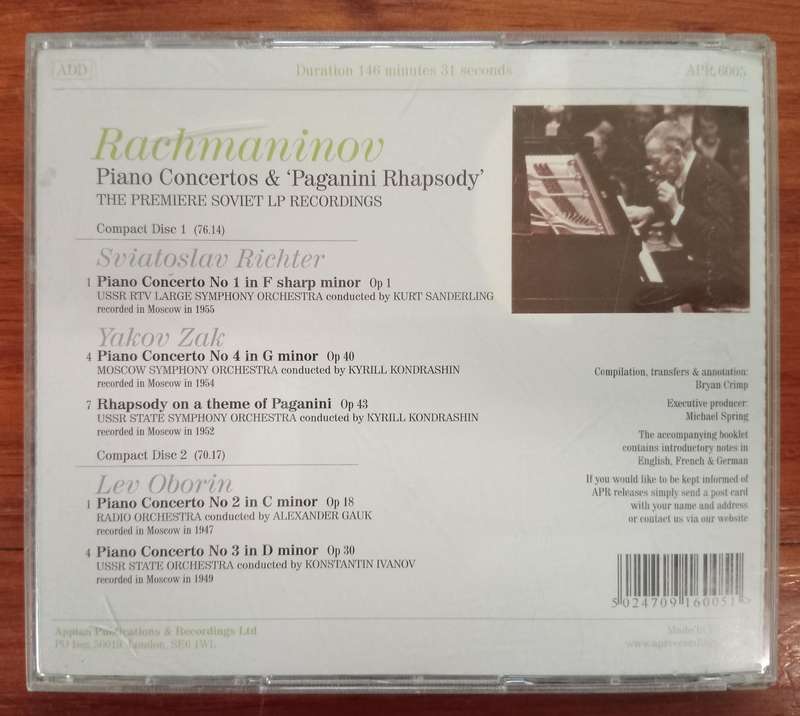 ADD
Duration 146 minutes 31 seconds
APR 6005
Rachmaninov
Piano Concertos & ‘Paganini Rhapsody’
THE PREMIERE SOVIET LP RECORDINGS
Compact Disc 1 (76.14)
Sviatoslav Richter
1 Piano Concerto No 1 in F sharp minor Op 1
USSR RTV LARGE SYMPHONY ORCHESTRA conducted by KURT SANDERLING
recorded in Moscow in 1955
Yakov Zak
4 Piano Concerto No 4 in G minor Op 40
MOSCOW SYMPHONY ORCHESTRA conducted by KYRILL KONDRASHIN
recorded in Moscow in 1954
7 Rhapsody on a theme of Paganini Op 43
USSR STATE SYMPHONY ORCHESTRA conducted by KYRILL KONDRASHIN
recorded in Moscow in 1952
Compact Disc 2 (70.17)
Lev Oborin
1 Piano Concerto No 2 in C minor Op 18
RADIO ORCHESTRA conducted by ALEXANDER GAUK
recorded in Moscow in 1947
4 Piano Concerto No 3 in D minor Op 30
USSR STATE ORCHESTRA conducted by KONSTANTIN IVANOV
recorded in Moscow in 1949
Compilation, transfers & annotation:
Bryan Crimp
Executive producer:
Michael Spring
The accompanying booklet
contains introductory notes in
English, French & German
If you would like to be kept informed of
APR releases simply send a post card
with your name and address
or contact us via our website
5 024709 160051
Appian Publications & Recordings Ltd
PO box 50019, London, SE6 1WL
Made in